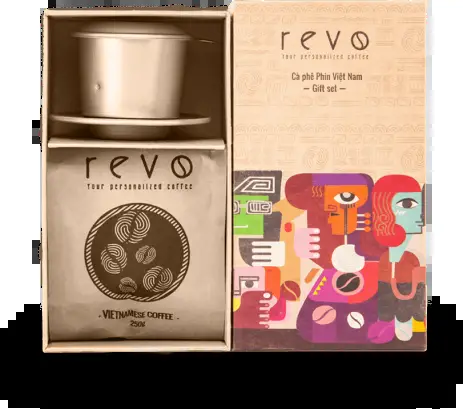 revo
Your personalized coffee
- VIETNAMESE COFFEE -
250g
revo
Your personalized coffee
Cà phê Phin Việt Nam
— Gift set —